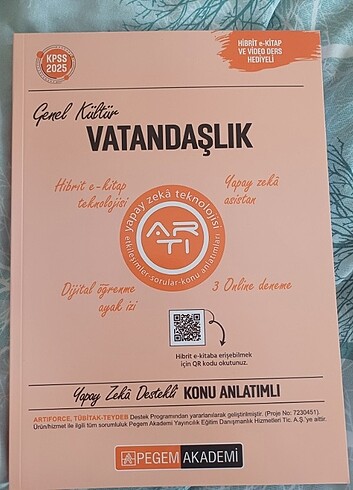 KPSS
2025
HİBRİT e-KİTAP
VE VİDEO DERS
HEDİYELİ
Genel Kültür
VATANDAŞLIK
Hibrit e-kitap
teknolojisi
Yapay zekâ
asistan
yapay zekâ teknolojisi
etkileşimler-sorular-konu anlatımları
AR
TI
Dijital öğrenme
ayak izi
3 Online deneme
Hibrit e-kitaba erişebilmek
için QR kodu okutunuz.
Yapay Zekâ Destekli KONU ANLATIMLI
ARTIFORCE, TÜBİTAK-TEYDEB Destek Programından yararlanılarak geliştirilmiştir. (Proje No: 7230451).
Ürün/hizmet ile ilgili tüm sorumluluk Pegem Akademi Yayıncılık Eğitim Danışmanlık Hizmetleri Tic. A.Ş.'ye aittir.
PEGEM AKADEMİ